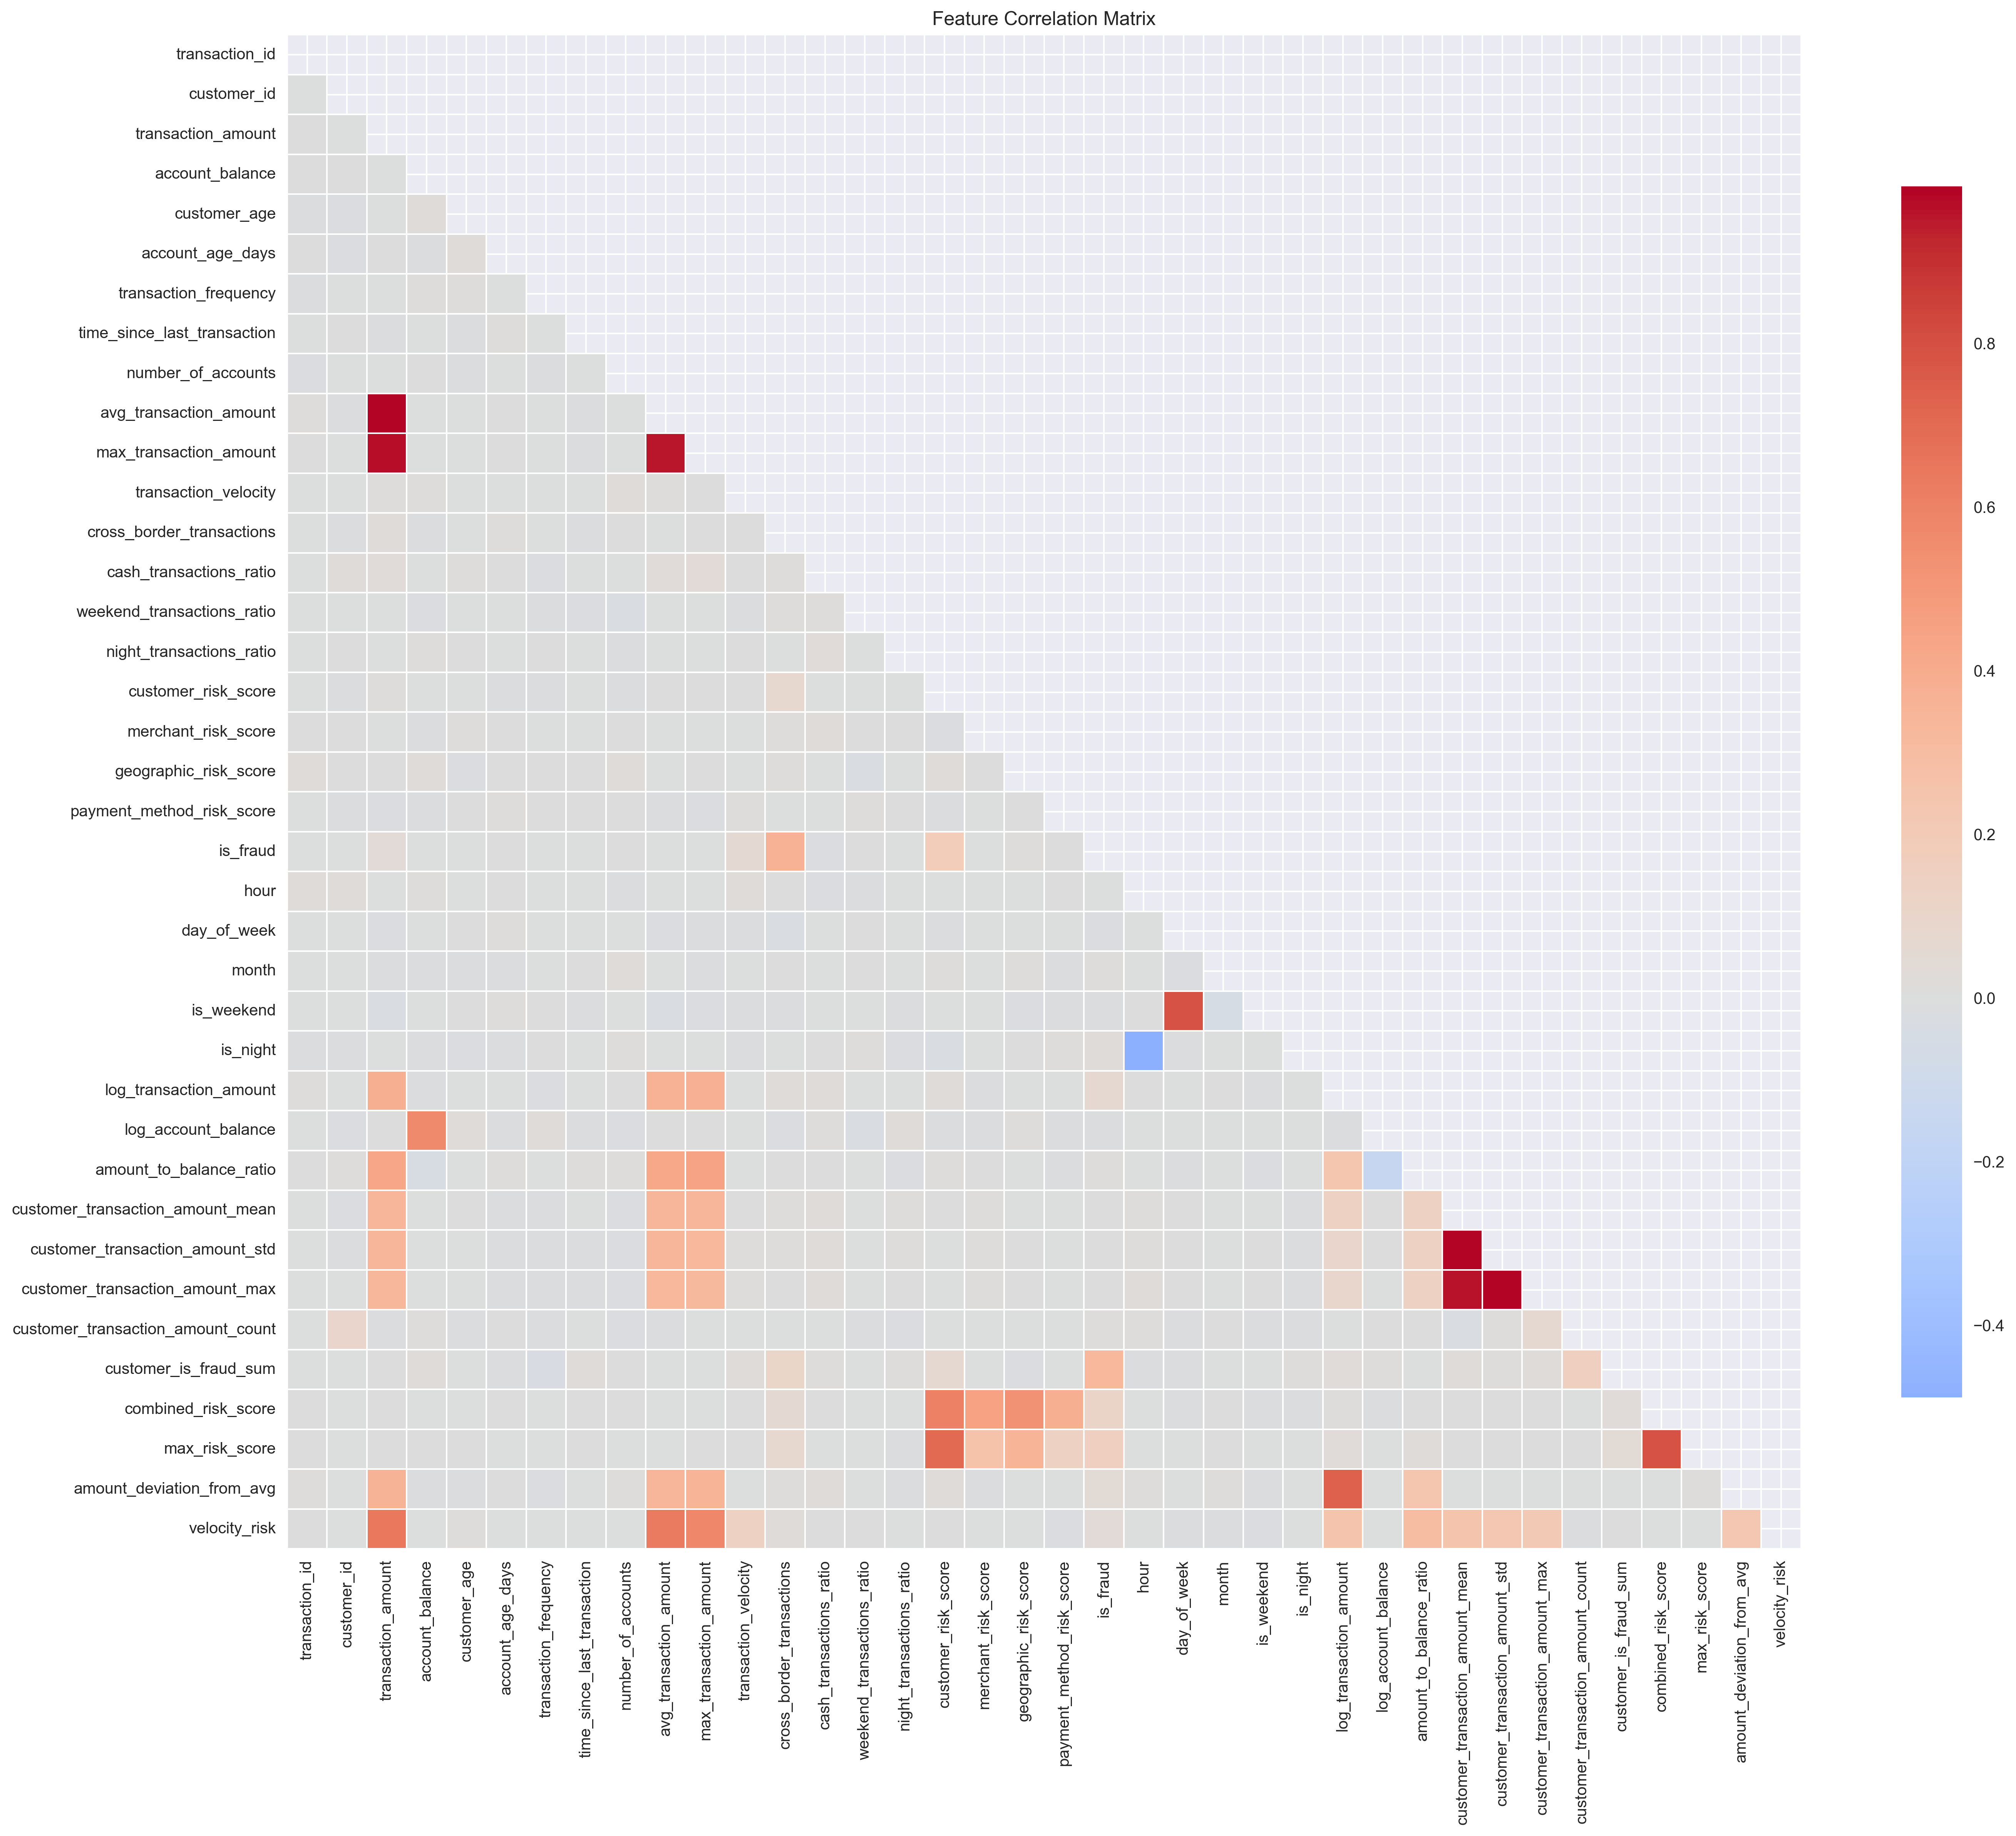 Feature Correlation Matrix
transaction_id
customer_id
transaction_amount
account_balance
customer_age
account_age_days
transaction_frequency
time_since_last_transaction
number_of_accounts
avg_transaction_amount
max_transaction_amount
transaction_velocity
cross_border_transactions
cash_transactions_ratio
weekend_transactions_ratio
night_transactions_ratio
customer_risk_score
merchant_risk_score
geographic_risk_score
payment_method_risk_score
is_fraud
hour
day_of_week
month
is_weekend
is_night
log_transaction_amount
log_account_balance
amount_to_balance_ratio
customer_transaction_amount_mean
customer_transaction_amount_std
customer_transaction_amount_max
customer_transaction_amount_count
customer_is_fraud_sum
combined_risk_score
max_risk_score
amount_deviation_from_avg
velocity_risk
transaction_id
customer_id
transaction_amount
account_balance
customer_age
account_age_days
transaction_frequency
time_since_last_transaction
number_of_accounts
avg_transaction_amount
max_transaction_amount
transaction_velocity
cross_border_transactions
cash_transactions_ratio
weekend_transactions_ratio
night_transactions_ratio
customer_risk_score
merchant_risk_score
geographic_risk_score
payment_method_risk_score
is_fraud
hour
day_of_week
month
is_weekend
is_night
log_transaction_amount
log_account_balance
amount_to_balance_ratio
customer_transaction_amount_mean
customer_transaction_amount_std
customer_transaction_amount_max
customer_transaction_amount_count
customer_is_fraud_sum
combined_risk_score
max_risk_score
amount_deviation_from_avg
velocity_risk
0.8
0.6
0.4
0.2
0.0
−0.2
−0.4